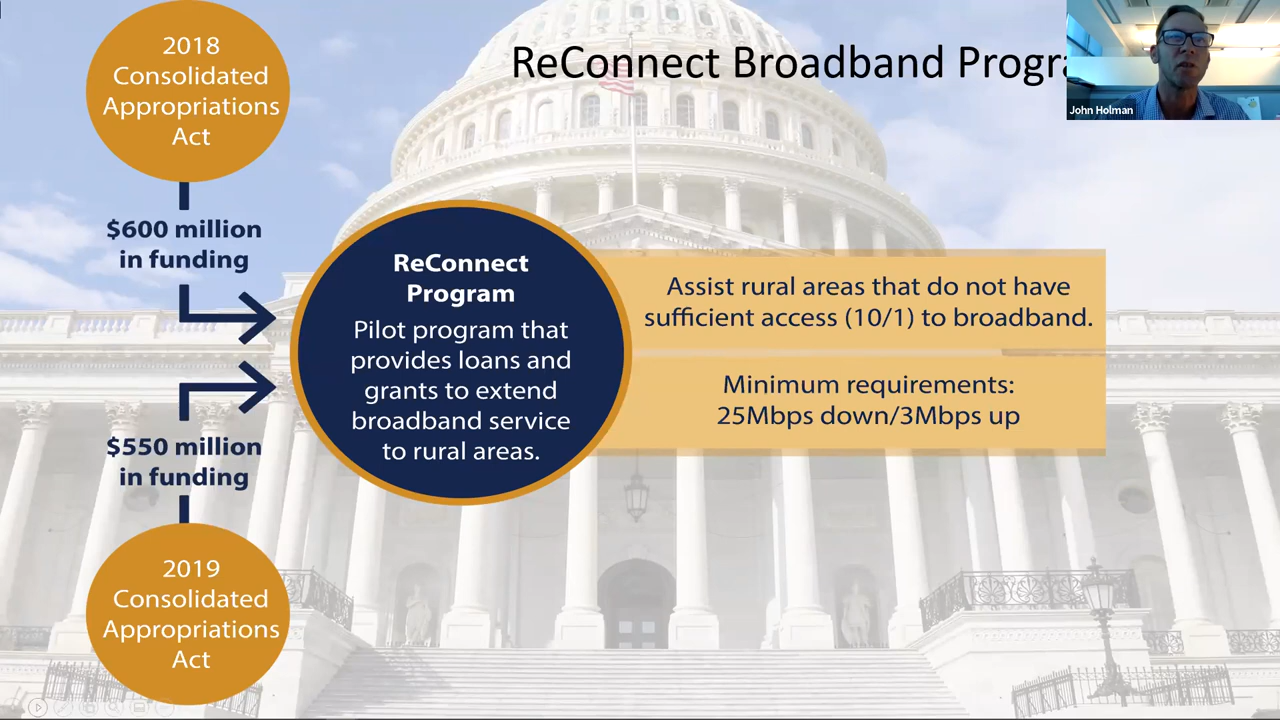 ReConnect Broadband Progra
John Holman
2018
Consolidated
Appropriations
Act
$600 million
in funding
ReConnect
Program
Pilot program that
provides loans and
grants to extend
broadband service
to rural areas.
Assist rural areas that do not have
sufficient access (10/1) to broadband.
Minimum requirements:
25Mbps down/3Mbps up
$550 million
in funding
2019
Consolidated
Appropriations
Act